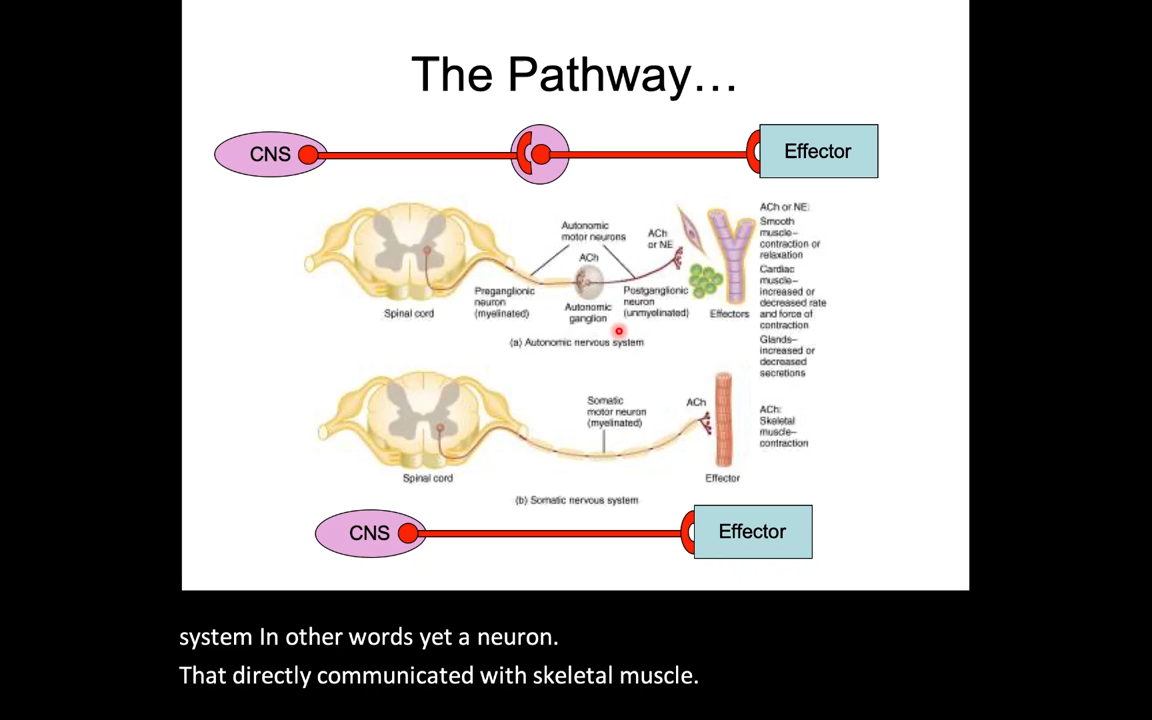 The Pathway…
CNS
Effector
Autonomic
motor neurons
ACh
ACh
or NE
Preganglionic
neuron
(myelinated)
Autonomic
ganglion
Postganglionic
neuron
(unmyelinated)
Spinal cord
Effectors
ACh or NE:
Smooth
muscle–
contraction or
relaxation
Cardiac
muscle–
increased or
decreased rate
and force of
contraction
Glands–
increased or
decreased
secretions
(a) Autonomic nervous system
Somatic
motor neuron
(myelinated)
ACh
ACh:
Skeletal
muscle–
contraction
Spinal cord
Effector
(b) Somatic nervous system
CNS
Effector
system In other words yet a neuron.
That directly communicated with skeletal muscle.